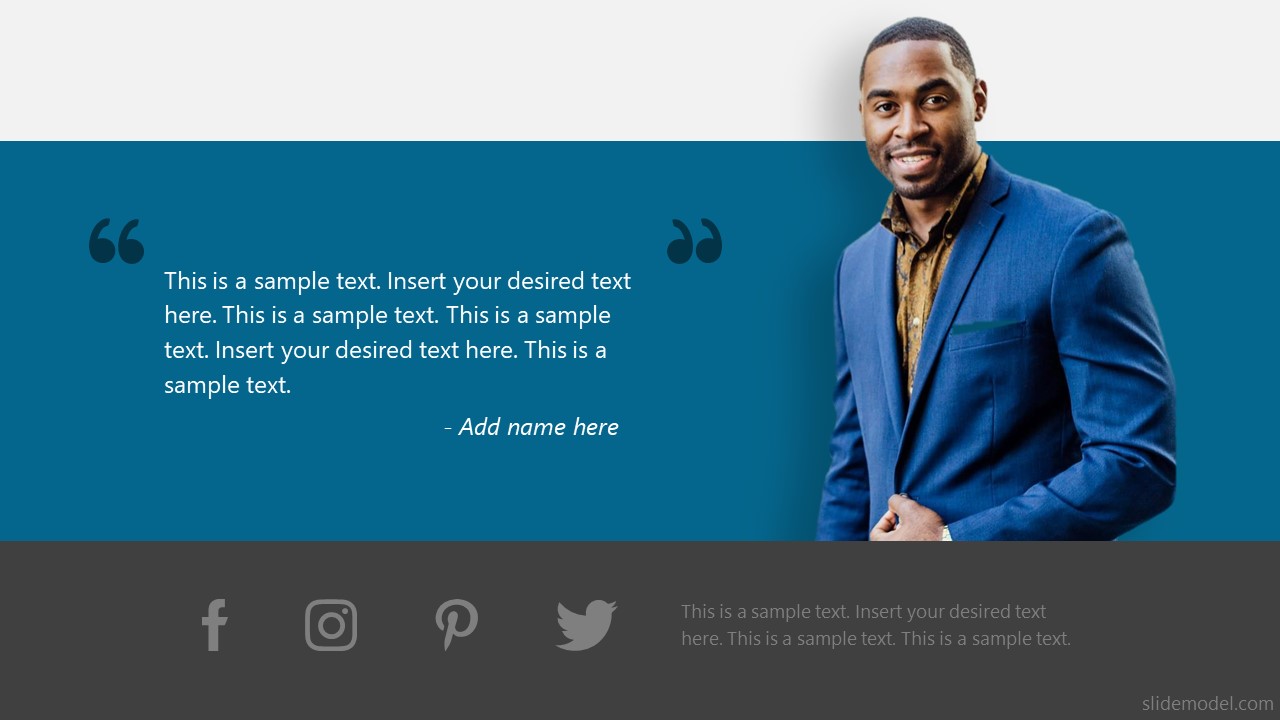 “ ”
This is a sample text. Insert your desired text
here. This is a sample text. This is a sample
text. Insert your desired text here. This is a
sample text.
- Add name here
This is a sample text. Insert your desired text
here. This is a sample text. This is a sample text.
slidemodel.com